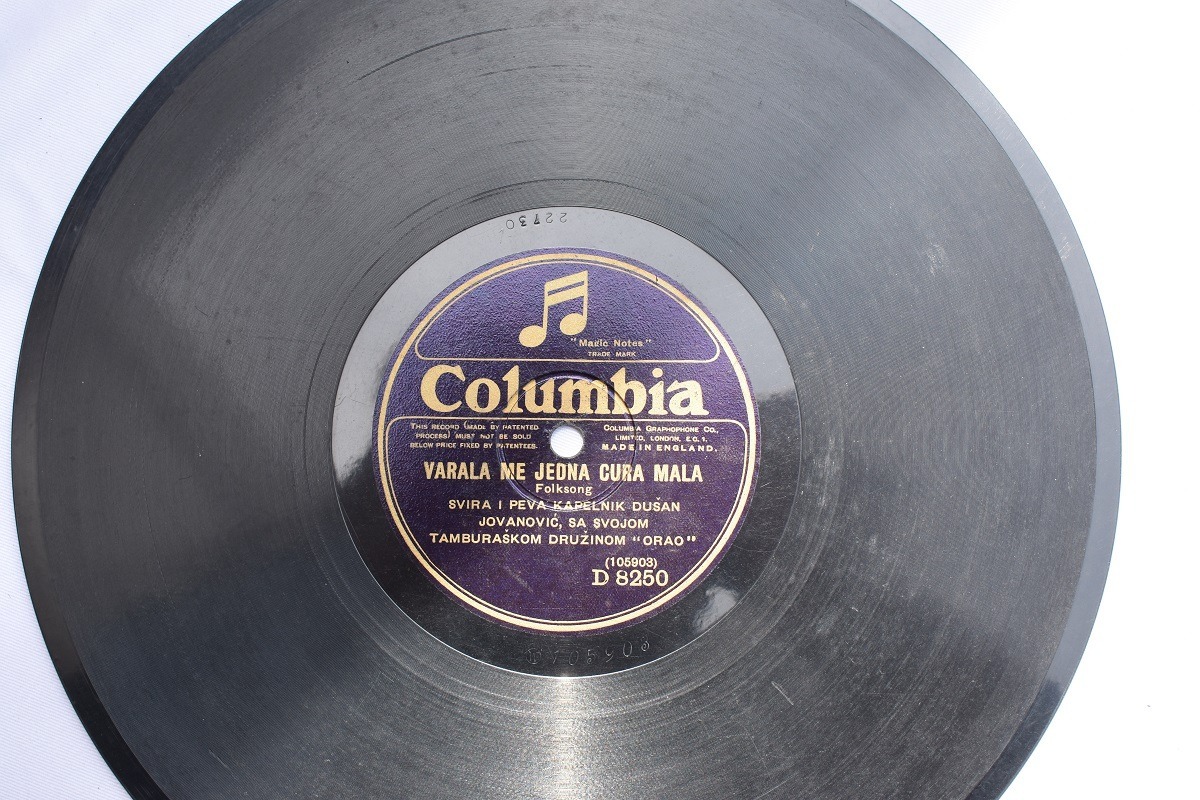 22730
"Magic Notes"
TRADE MARK
Columbia
THIS RECORD (MADE BY PATENTED
PROCESS) MUST NOT BE SOLD
BELOW PRICE FIXED BY PATENTEES.
COLUMBIA GRAPHOPHONE CO.,
LIMITED, LONDON, E.C.1.
MADE IN ENGLAND.
VARALA ME JEDNA CURA MALA
Folksong
SVIRA I PEVA KAPELNIK DUŠAN
JOVANOVIĆ, SA SVOJOM
TAMBURAŠKOM DRUŽINOM "ORAO"
(105903)
D 8250